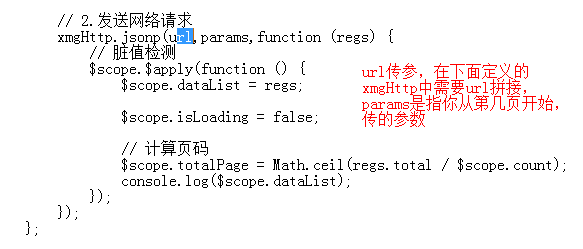 // 2.发送网络请求
xmgHttp.jsonp(url,params,function (regs) {
// 脏值检测
$scope.$apply(function () {
$scope.dataList = regs;
$scope.isLoading = false;
// 计算页码
$scope.totalPage = Math.ceil(regs.total / $scope.count);
console.log($scope.dataList);
});
});
};
url传参，在下面定义的
xmgHttp中需要url拼接，
params是指你从第几页开始，
传的参数